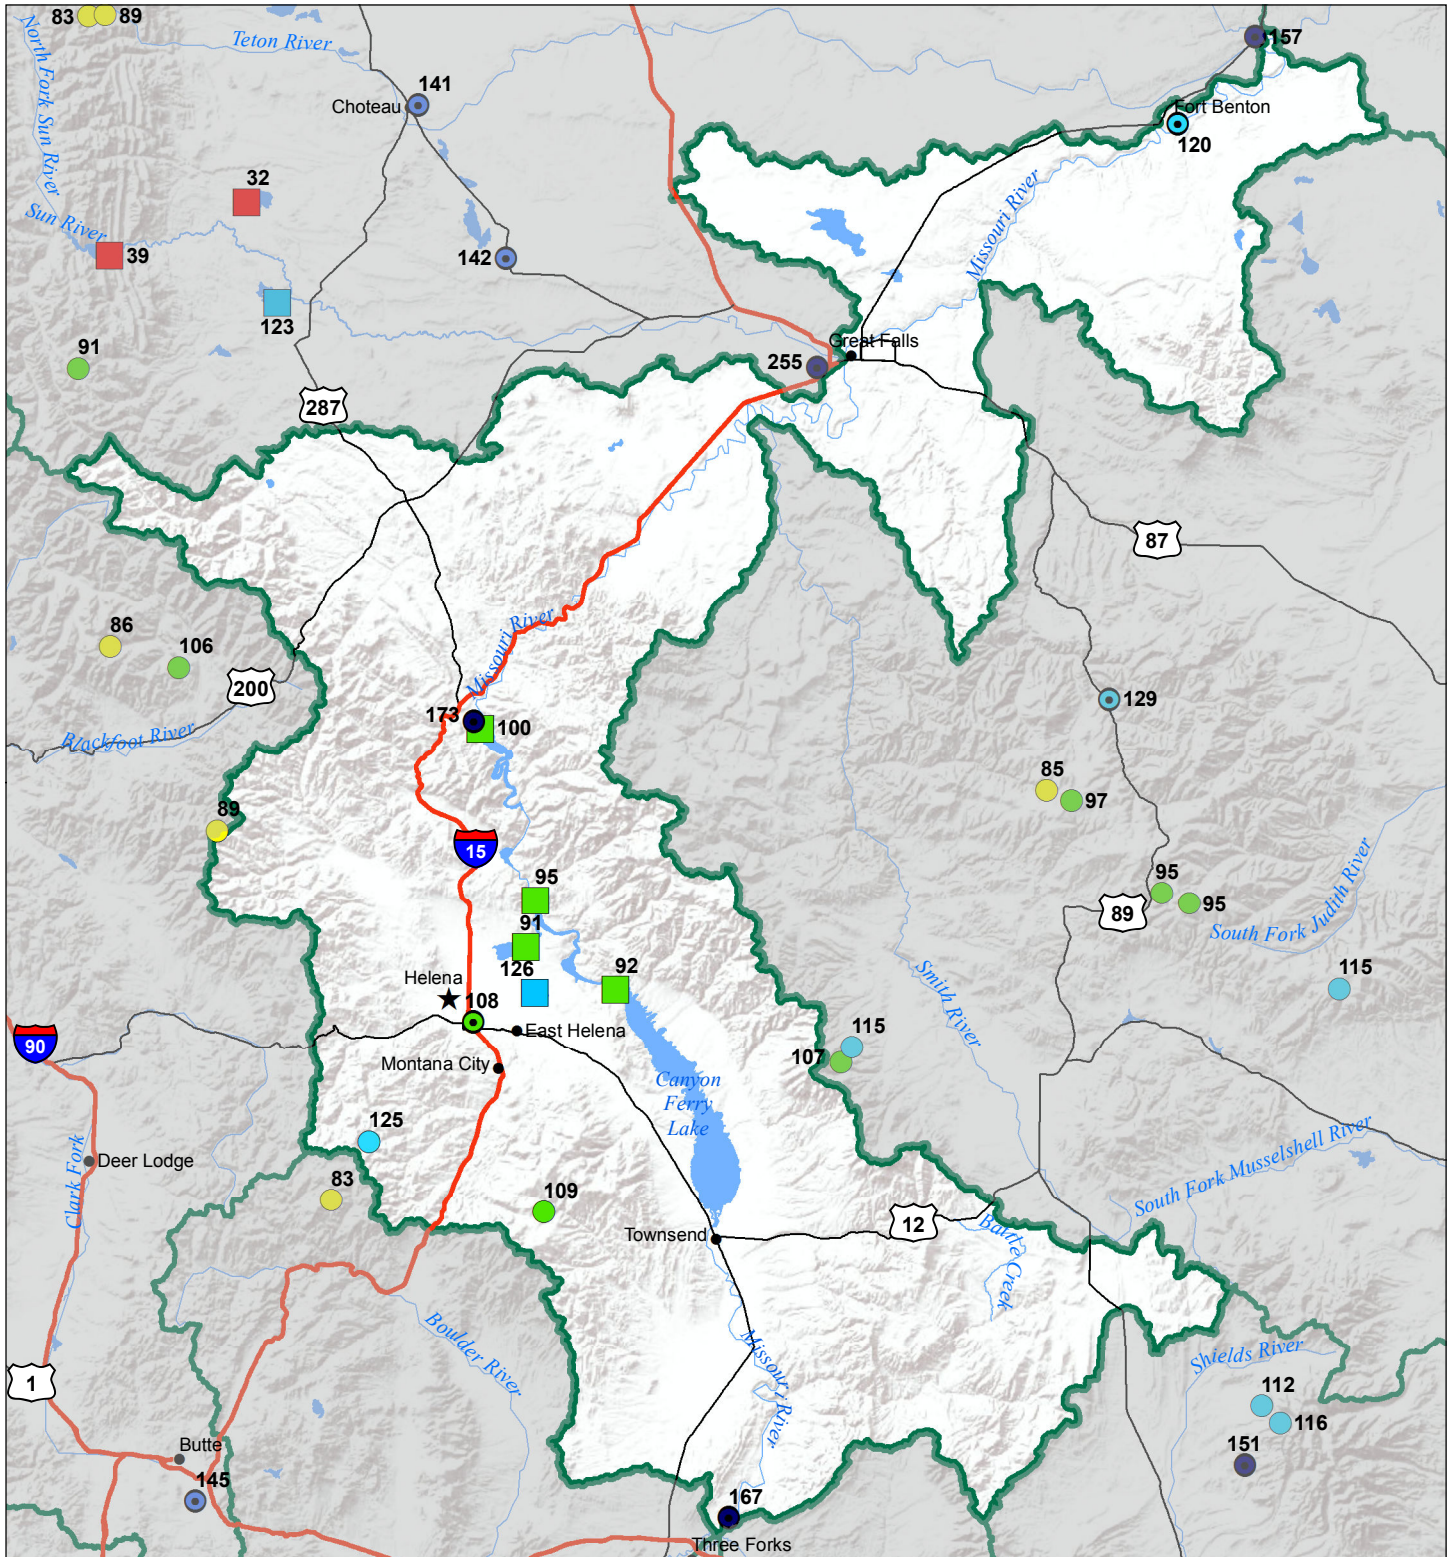 83
89
Teton River
North Fork Sun River
157
141
Choteau
Fort Benton
120
32
Missouri River
Sun River
39
142
123
91
Great Falls
255
287
87
86
106
200
Missouri River
129
173
100
Blackfoot River
85
97
89
15
95
95
95
91
89
South Fork Judith River
126
92
Smith River
Helena
108
115
East Helena
90
115
107
Montana City
Canyon
Ferry
Lake
125
South Fork Musselshell River
Deer Lodge
Clark Fork
83
109
Townsend
12
Battle Creek
Boulder River
Missouri River
Shields River
1
112
116
Butte
151
145
167
Three Forks